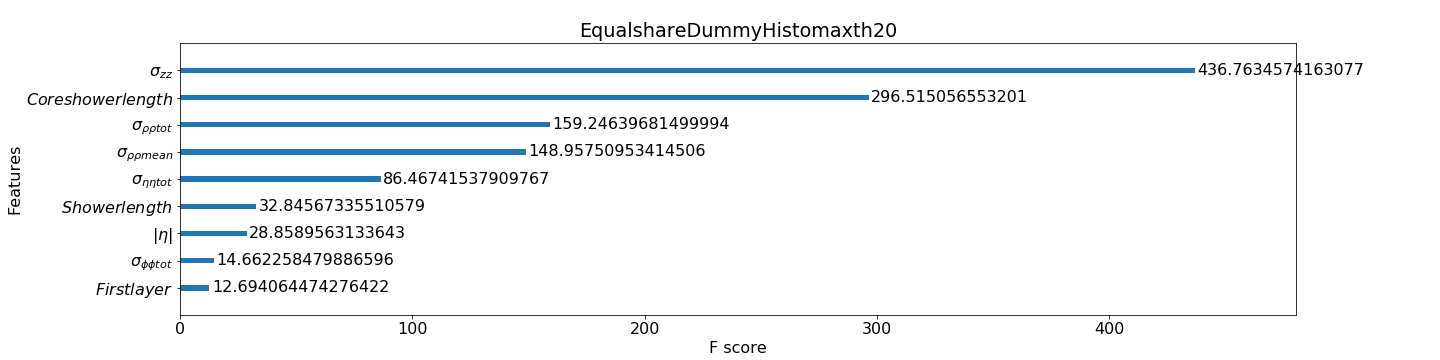 EqualshareDummyHistomaxth20
σzz 436.7634574163077
Coreshowerlength 296.515056553201
σρρtot 159.24639681499994
σρρmean 148.95750953414506
σηηtot 86.46741537909767
Showerlength 32.84567335510579
|η| 28.8589563133643
σϕϕtot 14.662258479886596
Firstlayer 12.694064474276422
0 100 200 300 400
F score
Features